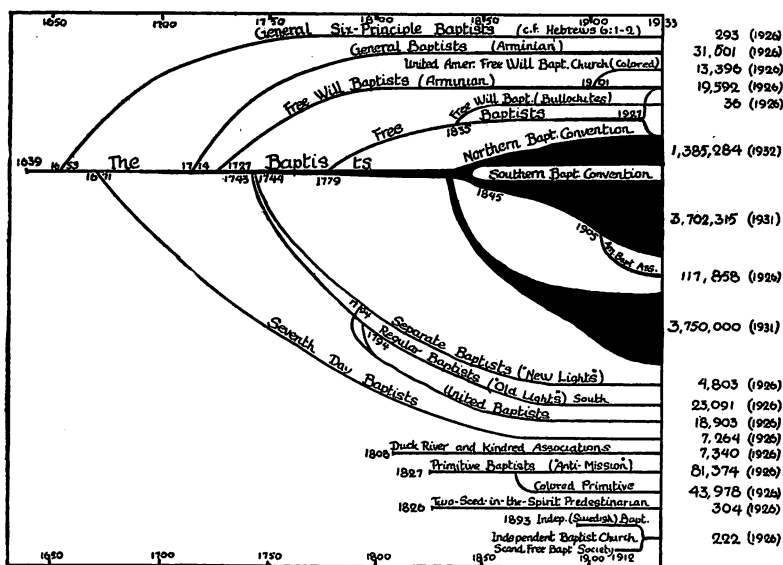 1650 1700 1750 1800 1850 1900 1933
General Six-Principle Baptists (c.f. Hebrews 6:1-2) 293 (1926)
General Baptists (Arminian) 31,501 (1926)
United Amer. Free Will Bapt. Church (Colored) 13,396 (1926)
1901
Free Will Baptists (Arminian) 19,592 (1926)
Free Will Bapt. (Bullochites) 36 (1926)
1835
Free Baptists 1927
Northern Bapt. Convention 1,385,284 (1932)
1639 1653 The 1714 1727 Baptists
1671 1743 1744 1779
Southern Bapt. Convention
1845
3,702,315 (1931)
1905
Am. Bapt. Ass. 117,858 (1926)
3,750,000 (1931)
1794
Separate Baptists ("New Lights") 4,803 (1926)
1794
Regular Baptists ("Old Lights") South 23,091 (1926)
United Baptists 18,903 (1926)
Seventh Day Baptists 7,264 (1926)
1808 Duck River and Kindred Associations 7,340 (1926)
1827 Primitive Baptists ("Anti-Mission") 81,374 (1926)
Colored Primitive 43,978 (1926)
1826 Two-Seed-in-the-Spirit Predestinarian 304 (1926)
1893 Indep. (Swedish) Bapt.
Independent Baptist Church 222 (1926)
Scand. Free Bapt Society
1900 1912
1650 1700 1750 1800 1850